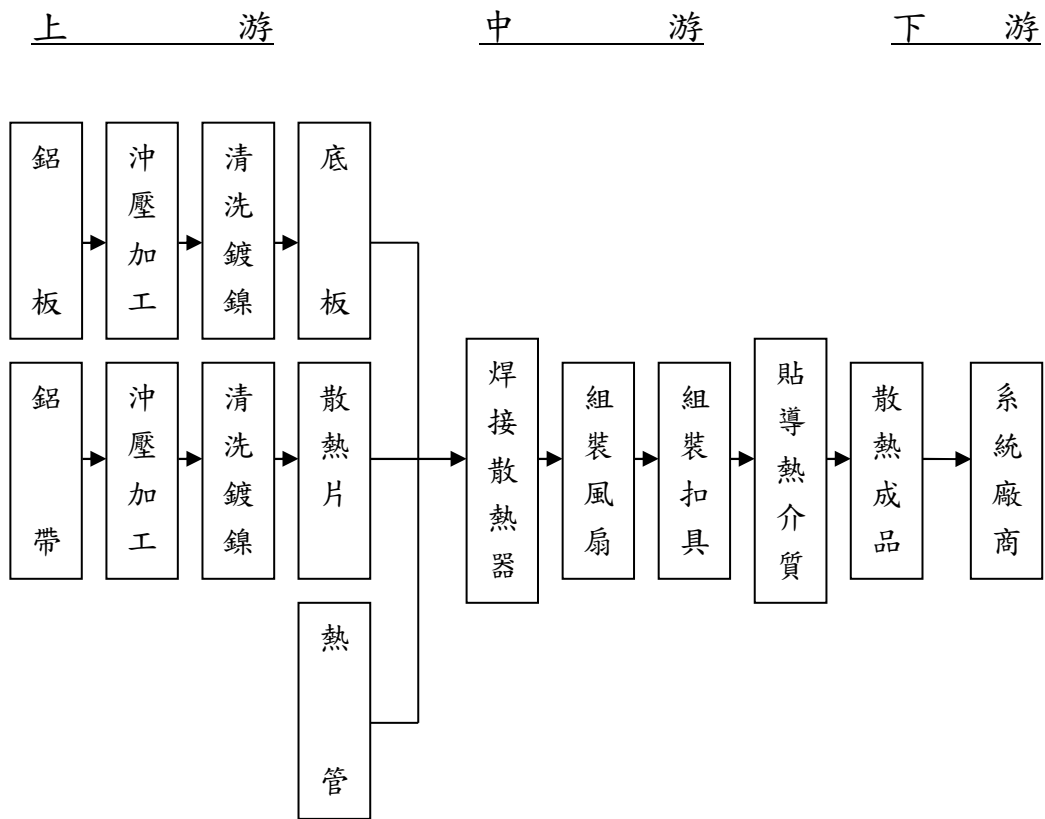 上游
中游
下游
鋁板
沖壓加工
清洗鍍鎳
底板
鋁帶
沖壓加工
清洗鍍鎳
散熱片
熱管
焊接散熱器
組裝風扇
組裝扣具
貼導熱介質
散熱成品
系統廠商